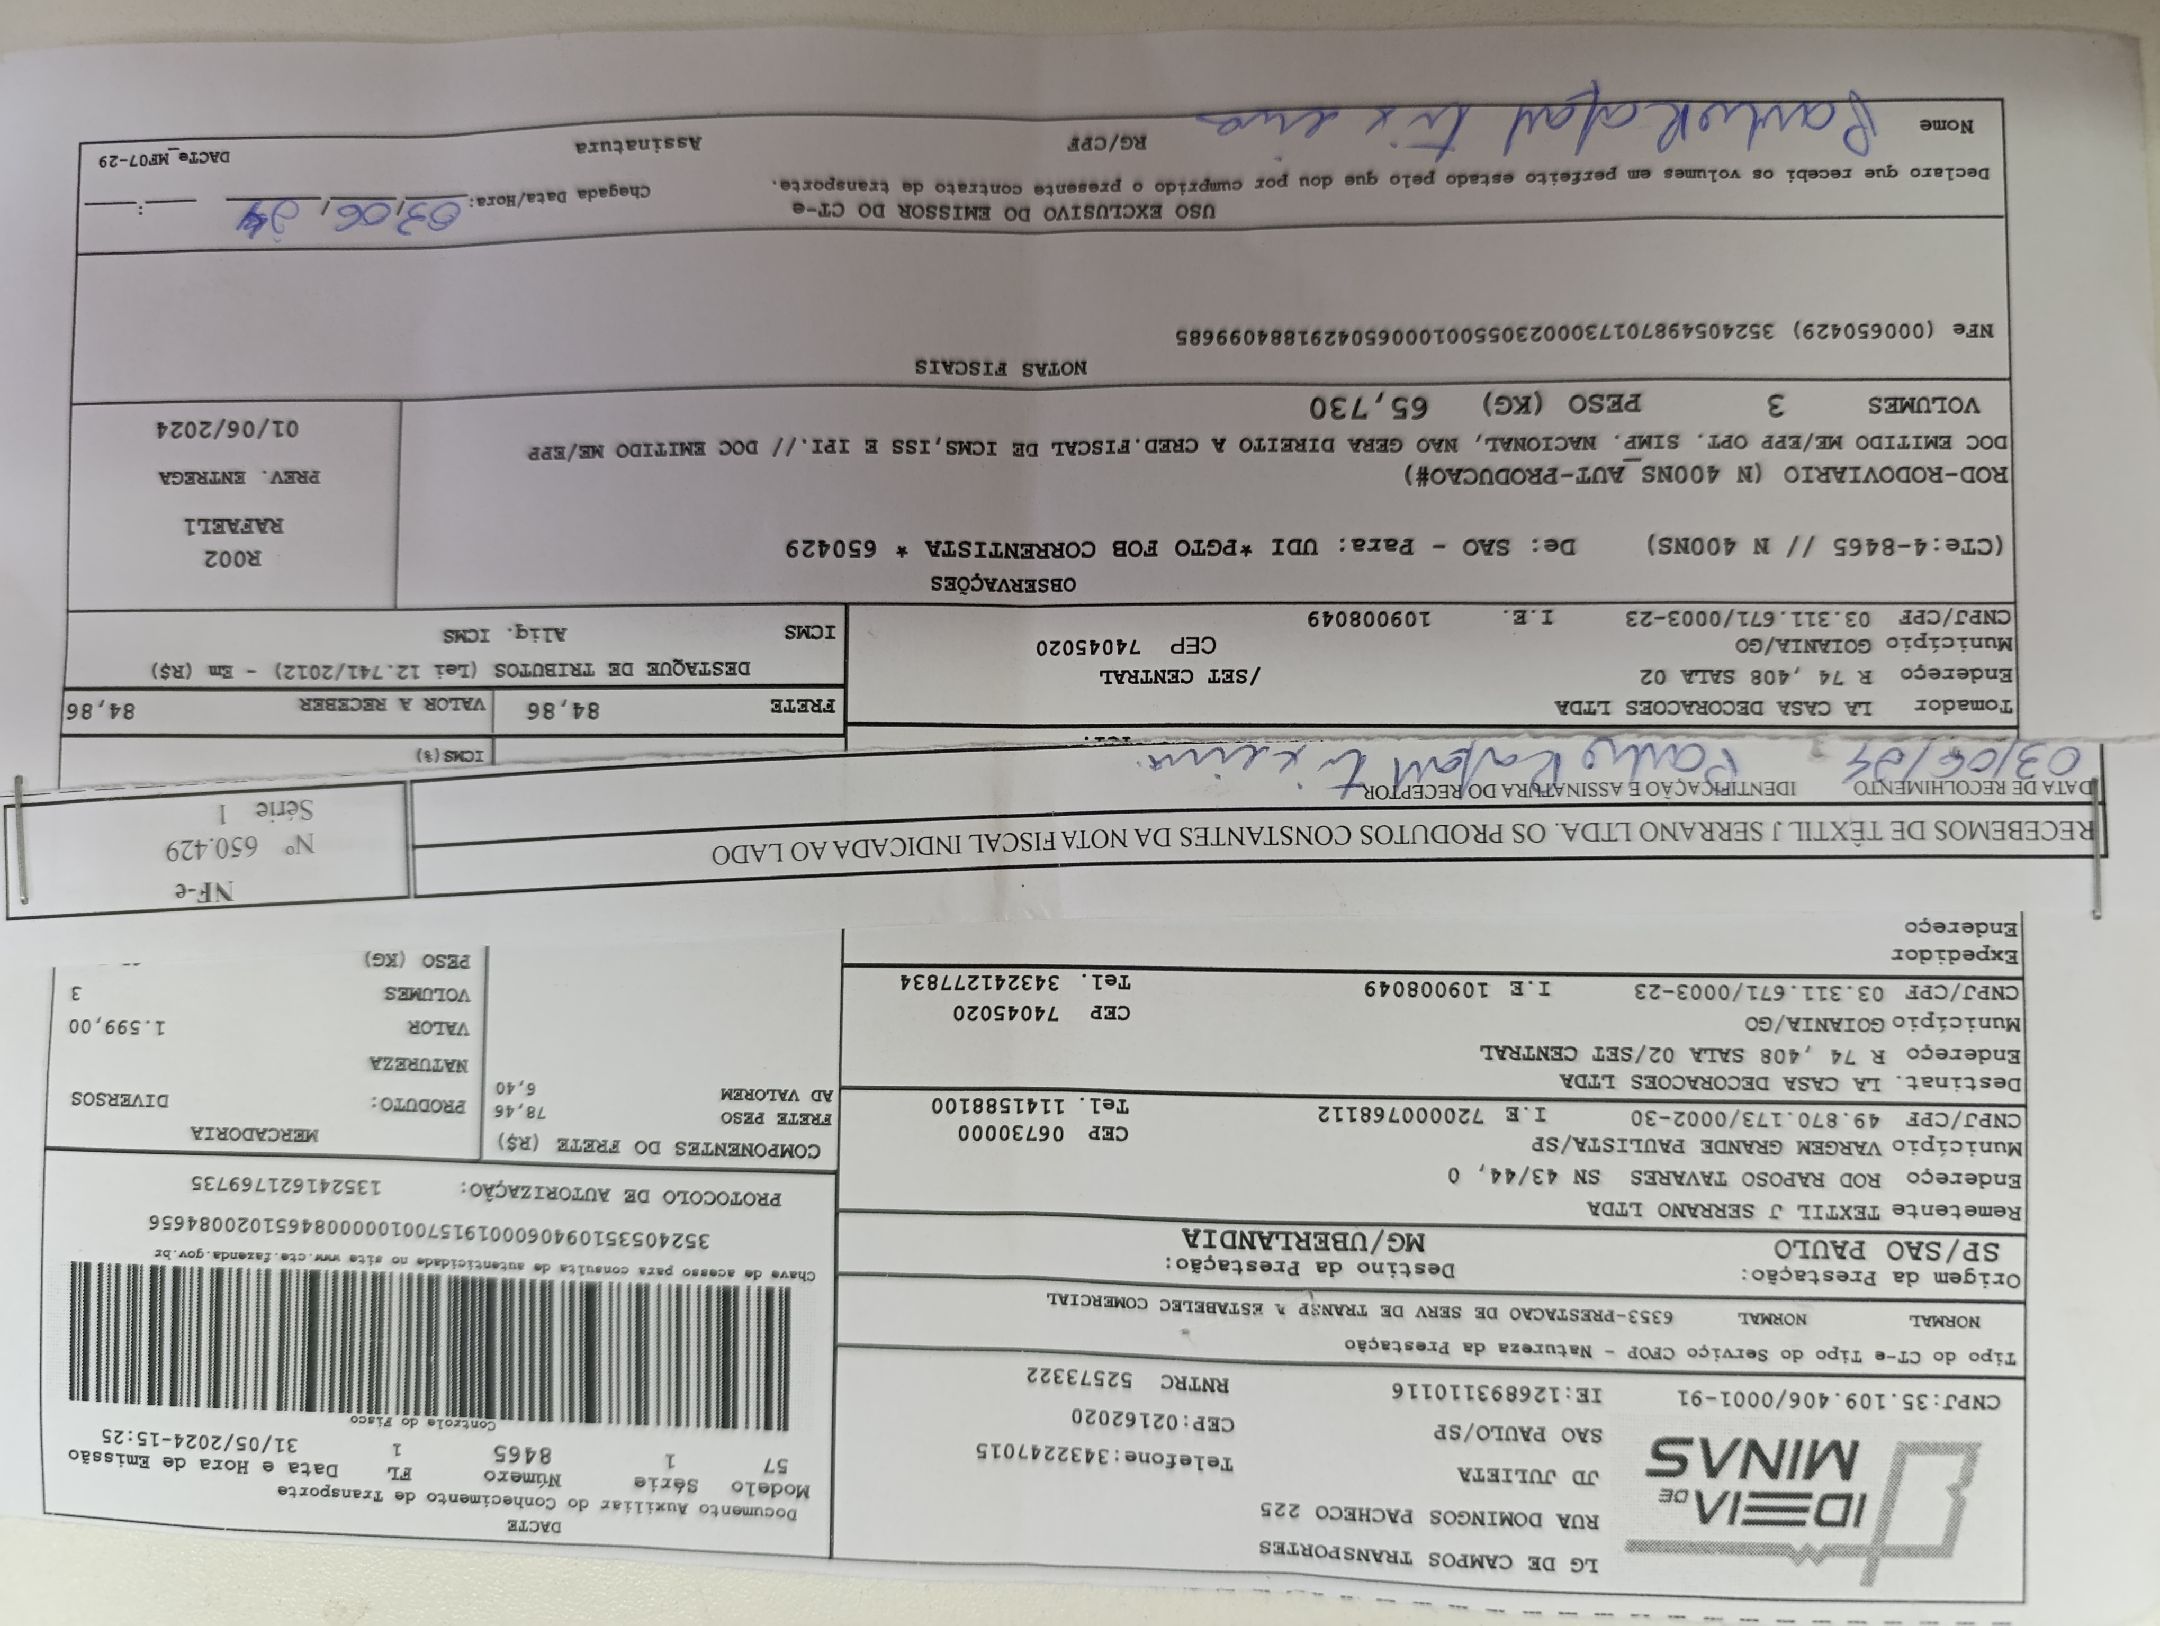 IDEIA DE
MINAS
LG DE CAMPOS TRANSPORTES
RUA DOMINGOS PACHECO 225
JD JULIETA
SAO PAULO/SP
Telefone:3432247015
CEP:02162020
CNPJ:35.109.406/0001-91 IE:126893110116 RNTRC 52573322
DACTE
Documento Auxiliar do Conhecimento de Transporte
Modelo Série Número FL Data e Hora de Emissão
57 1 8465 1 31/05/2024-15:25
Controle do Fisco
Chave de acesso para consulta de autenticidade no site www.cte.fazenda.gov.br
35240535109406000191570010000084651020084656
PROTOCOLO DE AUTORIZAÇÃO: 135241621769735
Tipo do CT-e Tipo do Serviço CFOP - Natureza da Prestação
NORMAL NORMAL 6353-PRESTACAO DE SERV DE TRANSP A ESTABELEC COMERCIAL
Origem da Prestação: Destino da Prestação:
SP/SAO PAULO MG/UBERLANDIA
Remetente TEXTIL J SERRANO LTDA
Endereço ROD RAPOSO TAVARES SN 43/44, 0
Município VARGEM GRANDE PAULISTA/SP CEP 06730000
CNPJ/CPF 49.870.173/0002-30 I.E 720000768112 Tel. 1141588100
Destinat. LA CASA DECORACOES LTDA
Endereço R 74 ,408 SALA 02/SET CENTRAL
Município GOIANIA/GO CEP 74045020
CNPJ/CPF 03.311.671/0003-23 I.E 109008049 Tel. 343241277834
Expedidor
Endereço
COMPONENTES DO FRETE (R$)
FRETE PESO 78,46
AD VALOREM 6,40
MERCADORIA
PRODUTO: DIVERSOS
NATUREZA
VALOR 1.599,00
VOLUMES 3
PESO (KG)
RECEBEMOS DE TÊXTIL J SERRANO LTDA. OS PRODUTOS CONSTANTES DA NOTA FISCAL INDICADA AO LADO
DATA DE RECOLHIMENTO IDENTIFICAÇÃO E ASSINATURA DO RECEPTOR
03/06/24
NF-e
Nº 650.429
Série 1
ICMS(%)
Tomador LA CASA DECORACOES LTDA
Endereço R 74 ,408 SALA 02 /SET CENTRAL
Município GOIANIA/GO CEP 74045020
CNPJ/CPF 03.311.671/0003-23 I.E. 109008049
FRETE 84,86 VALOR A RECEBER 84,86
DESTAQUE DE TRIBUTOS (Lei 12.741/2012) - Em (R$)
ICMS Aliq. ICMS
OBSERVAÇÕES
(CTe:4-8465 // N 400NS) De: SAO - Para: UDI *PGTO FOB CORRENTISTA * 650429
ROD-RODOVIARIO (N 400NS_AUT-PRODUCAO#)
DOC EMITIDO ME/EPP OPT. SIMP. NACIONAL, NAO GERA DIREITO A CRED.FISCAL DE ICMS,ISS E IPI.// DOC EMITIDO ME/EPP
VOLUMES 3 PESO (KG) 65,730
R002
RAFAEL1
PREV. ENTREGA
01/06/2024
NOTAS FISCAIS
NFe (000650429) 35240549870173000230550010006504291884099685
USO EXCLUSIVO DO EMISSOR DO CT-e
Declaro que recebi os volumes em perfeito estado pelo que dou por cumprido o presente contrato de transporte.
Chegada Data/Hora: 03/06/24 :
Nome RG/CPF Assinatura
DACTe_MF07-29